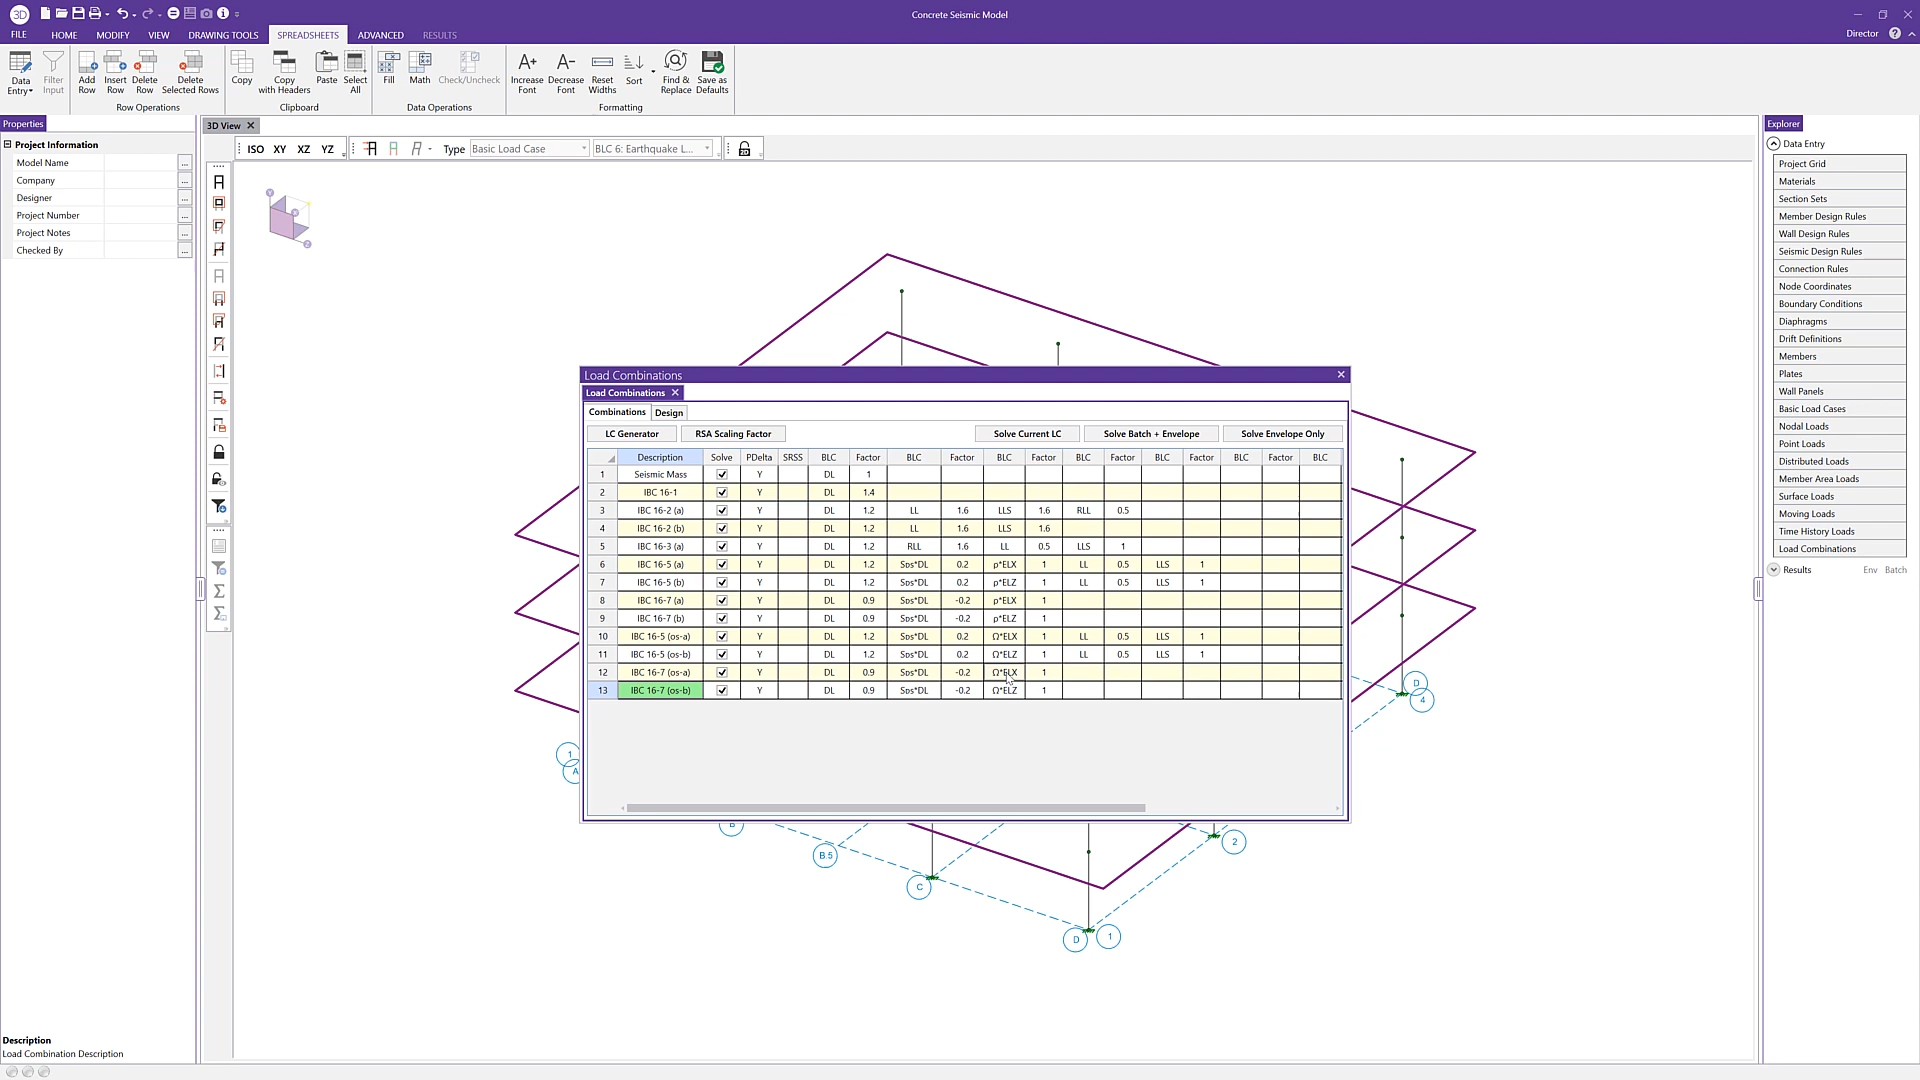 3D
Concrete Seismic Model
FILE HOME MODIFY VIEW DRAWING TOOLS SPREADSHEETS ADVANCED RESULTS
Director
Data Entry
Filter Input
Add Row
Insert Row
Delete Row
Delete Selected Rows
Row Operations
Copy
Copy with Headers
Paste
Select All
Clipboard
Fill
Math
Check/Uncheck
Data Operations
Increase Font
Decrease Font
Reset Widths
Sort
Find & Replace
Save as Defaults
Formatting
Properties
Project Information
Model Name
Company
Designer
Project Number
Project Notes
Checked By
3D View
ISO XY XZ YZ Type Basic Load Case BLC 6: Earthquake L...
Load Combinations
Load Combinations
Combinations Design
LC Generator RSA Scaling Factor Solve Current LC Solve Batch + Envelope Solve Envelope Only
Description Solve PDelta SRSS BLC Factor BLC Factor BLC Factor BLC Factor BLC Factor BLC Factor BLC
1 Seismic Mass Y DL 1
2 IBC 16-1 Y DL 1.4
3 IBC 16-2 (a) Y DL 1.2 LL 1.6 LLS 1.6 RLL 0.5
4 IBC 16-2 (b) Y DL 1.2 LL 1.6 LLS 1.6
5 IBC 16-3 (a) Y DL 1.2 RLL 1.6 LL 0.5 LLS 1
6 IBC 16-5 (a) Y DL 1.2 SDS*DL 0.2 ρ*ELX 1 LL 0.5 LLS 1
7 IBC 16-5 (b) Y DL 1.2 SDS*DL 0.2 ρ*ELZ 1 LL 0.5 LLS 1
8 IBC 16-7 (a) Y DL 0.9 SDS*DL -0.2 ρ*ELX 1
9 IBC 16-7 (b) Y DL 0.9 SDS*DL -0.2 ρ*ELZ 1
10 IBC 16-5 (os-a) Y DL 1.2 SDS*DL 0.2 Ω*ELX 1 LL 0.5 LLS 1
11 IBC 16-5 (os-b) Y DL 1.2 SDS*DL 0.2 Ω*ELZ 1 LL 0.5 LLS 1
12 IBC 16-7 (os-a) Y DL 0.9 SDS*DL -0.2 Ω*ELX 1
13 IBC 16-7 (os-b) Y DL 0.9 SDS*DL -0.2 Ω*ELZ 1
D
4
1
A
B
B.5
C
2
D
1
Explorer
Data Entry
Project Grid
Materials
Section Sets
Member Design Rules
Wall Design Rules
Seismic Design Rules
Connection Rules
Node Coordinates
Boundary Conditions
Diaphragms
Drift Definitions
Members
Plates
Wall Panels
Basic Load Cases
Nodal Loads
Point Loads
Distributed Loads
Member Area Loads
Surface Loads
Moving Loads
Time History Loads
Load Combinations
Results Env Batch
Description
Load Combination Description